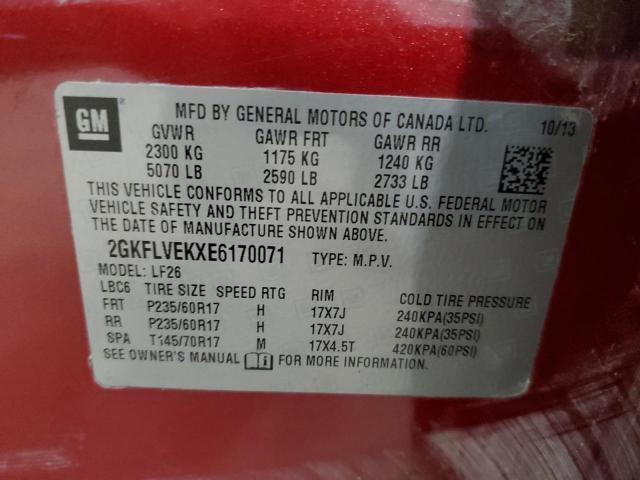 GM
MFD BY GENERAL MOTORS OF CANADA LTD. 10/13
GVWR GAWR FRT GAWR RR
2300 KG 1175 KG 1240 KG
5070 LB 2590 LB 2733 LB
THIS VEHICLE CONFORMS TO ALL APPLICABLE U.S. FEDERAL MOTOR
VEHICLE SAFETY AND THEFT PREVENTION STANDARDS IN EFFECT ON
THE DATE OF MANUFACTURE SHOWN ABOVE.
2GKFLVEKXE6170071 TYPE: M.P.V.
MODEL: LF26
LBC6 TIRE SIZE SPEED RTG RIM COLD TIRE PRESSURE
FRT P235/60R17 H 17X7J 240KPA(35PSI)
RR P235/60R17 H 17X7J 240KPA(35PSI)
SPA T145/70R17 M 17X4.5T 420KPA(60PSI)
SEE OWNER'S MANUAL FOR MORE INFORMATION.